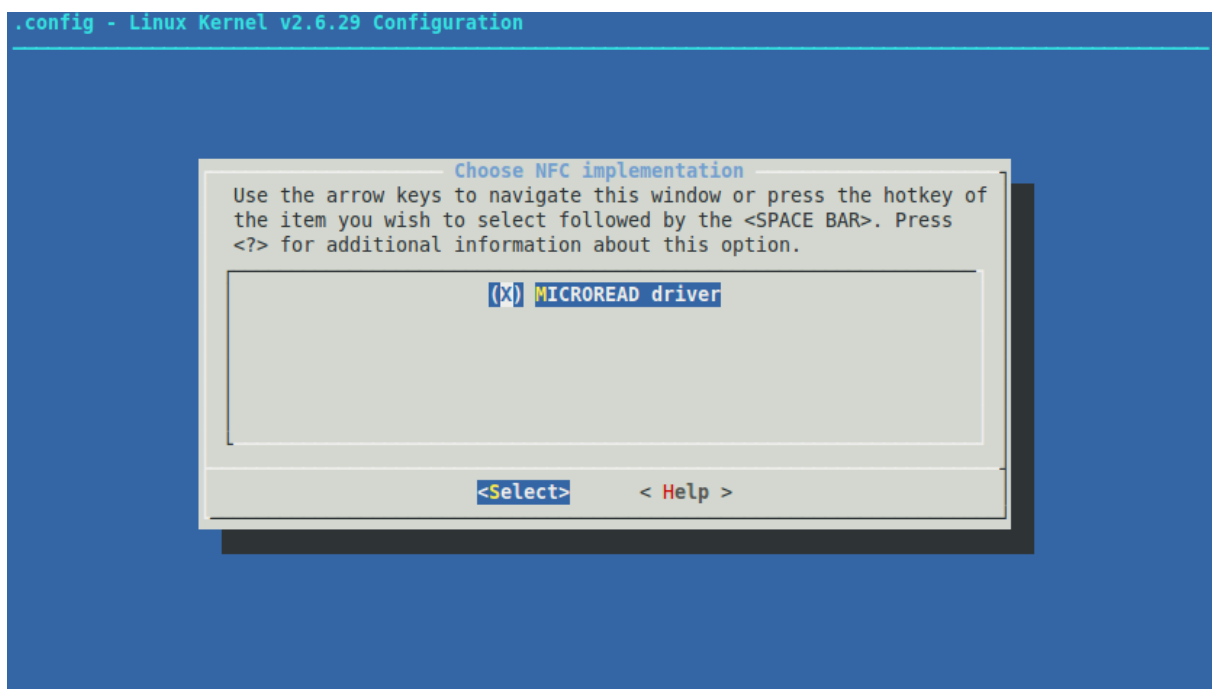 .config - Linux Kernel v2.6.29 Configuration
Choose NFC implementation
Use the arrow keys to navigate this window or press the hotkey of
the item you wish to select followed by the <SPACE BAR>. Press
<?> for additional information about this option.
(X) MICROREAD driver
<Select> < Help >